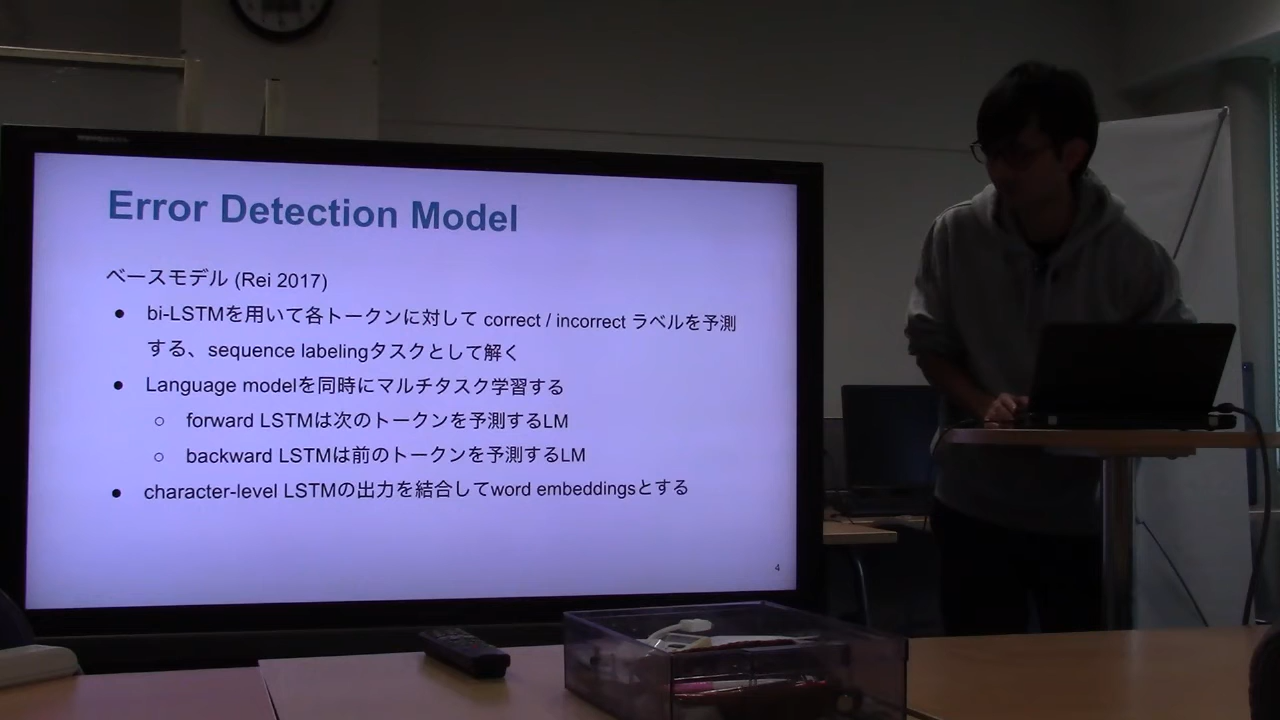 Error Detection Model
ベースモデル (Rei 2017)
● bi-LSTMを用いて各トークンに対して correct / incorrect ラベルを予測
する、sequence labelingタスクとして解く
● Language modelを同時にマルチタスク学習する
○ forward LSTMは次のトークンを予測するLM
○ backward LSTMは前のトークンを予測するLM
● character-level LSTMの出力を結合してword embeddingsとする
4